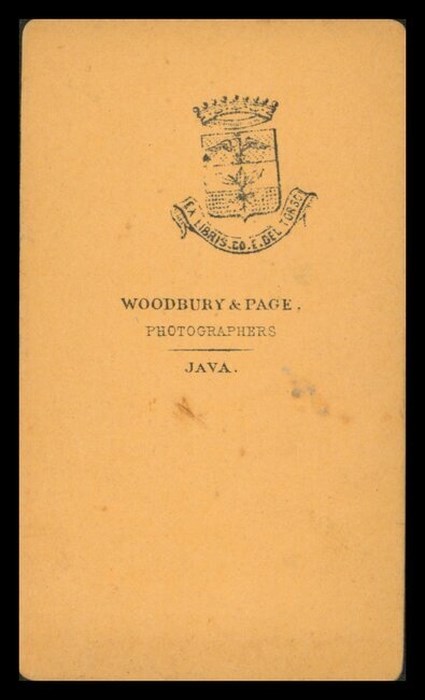 EX LIBRIS.CO.E.DEL TORSO
WOODBURY & PAGE.
PHOTOGRAPHERS
JAVA.